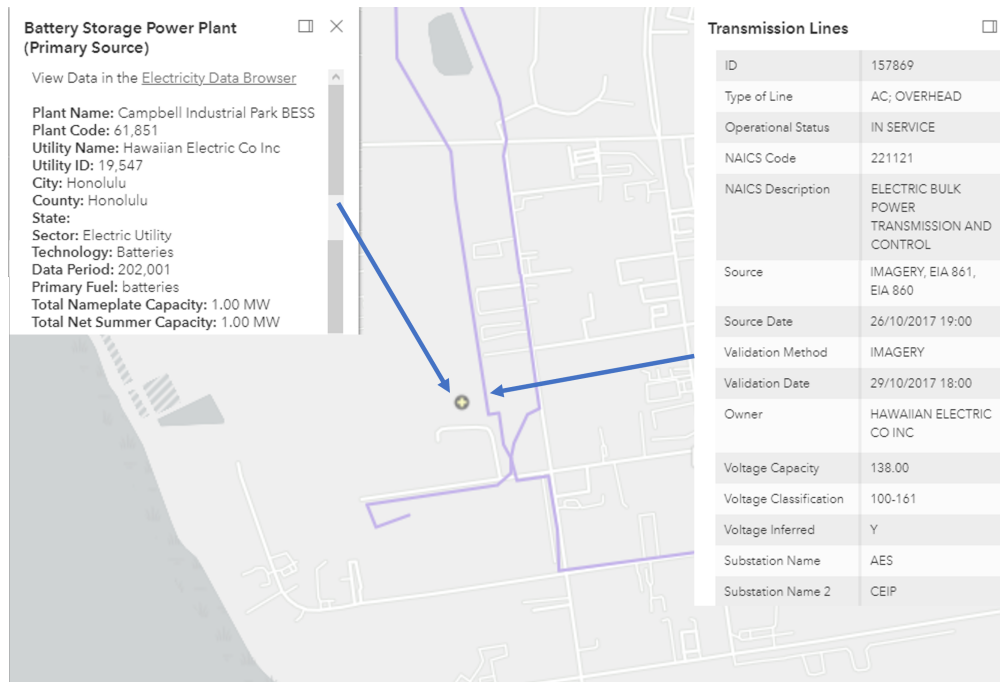 Battery Storage Power Plant
(Primary Source)
View Data in the Electricity Data Browser
Plant Name: Campbell Industrial Park BESS
Plant Code: 61,851
Utility Name: Hawaiian Electric Co Inc
Utility ID: 19,547
City: Honolulu
County: Honolulu
State:
Sector: Electric Utility
Technology: Batteries
Data Period: 202,001
Primary Fuel: batteries
Total Nameplate Capacity: 1.00 MW
Total Net Summer Capacity: 1.00 MW
Transmission Lines
ID 157869
Type of Line AC; OVERHEAD
Operational Status IN SERVICE
NAICS Code 221121
NAICS Description ELECTRIC BULK
POWER
TRANSMISSION AND
CONTROL
Source IMAGERY, EIA 861,
EIA 860
Source Date 26/10/2017 19:00
Validation Method IMAGERY
Validation Date 29/10/2017 18:00
Owner HAWAIIAN ELECTRIC
CO INC
Voltage Capacity 138.00
Voltage Classification 100-161
Voltage Inferred Y
Substation Name AES
Substation Name 2 CEIP